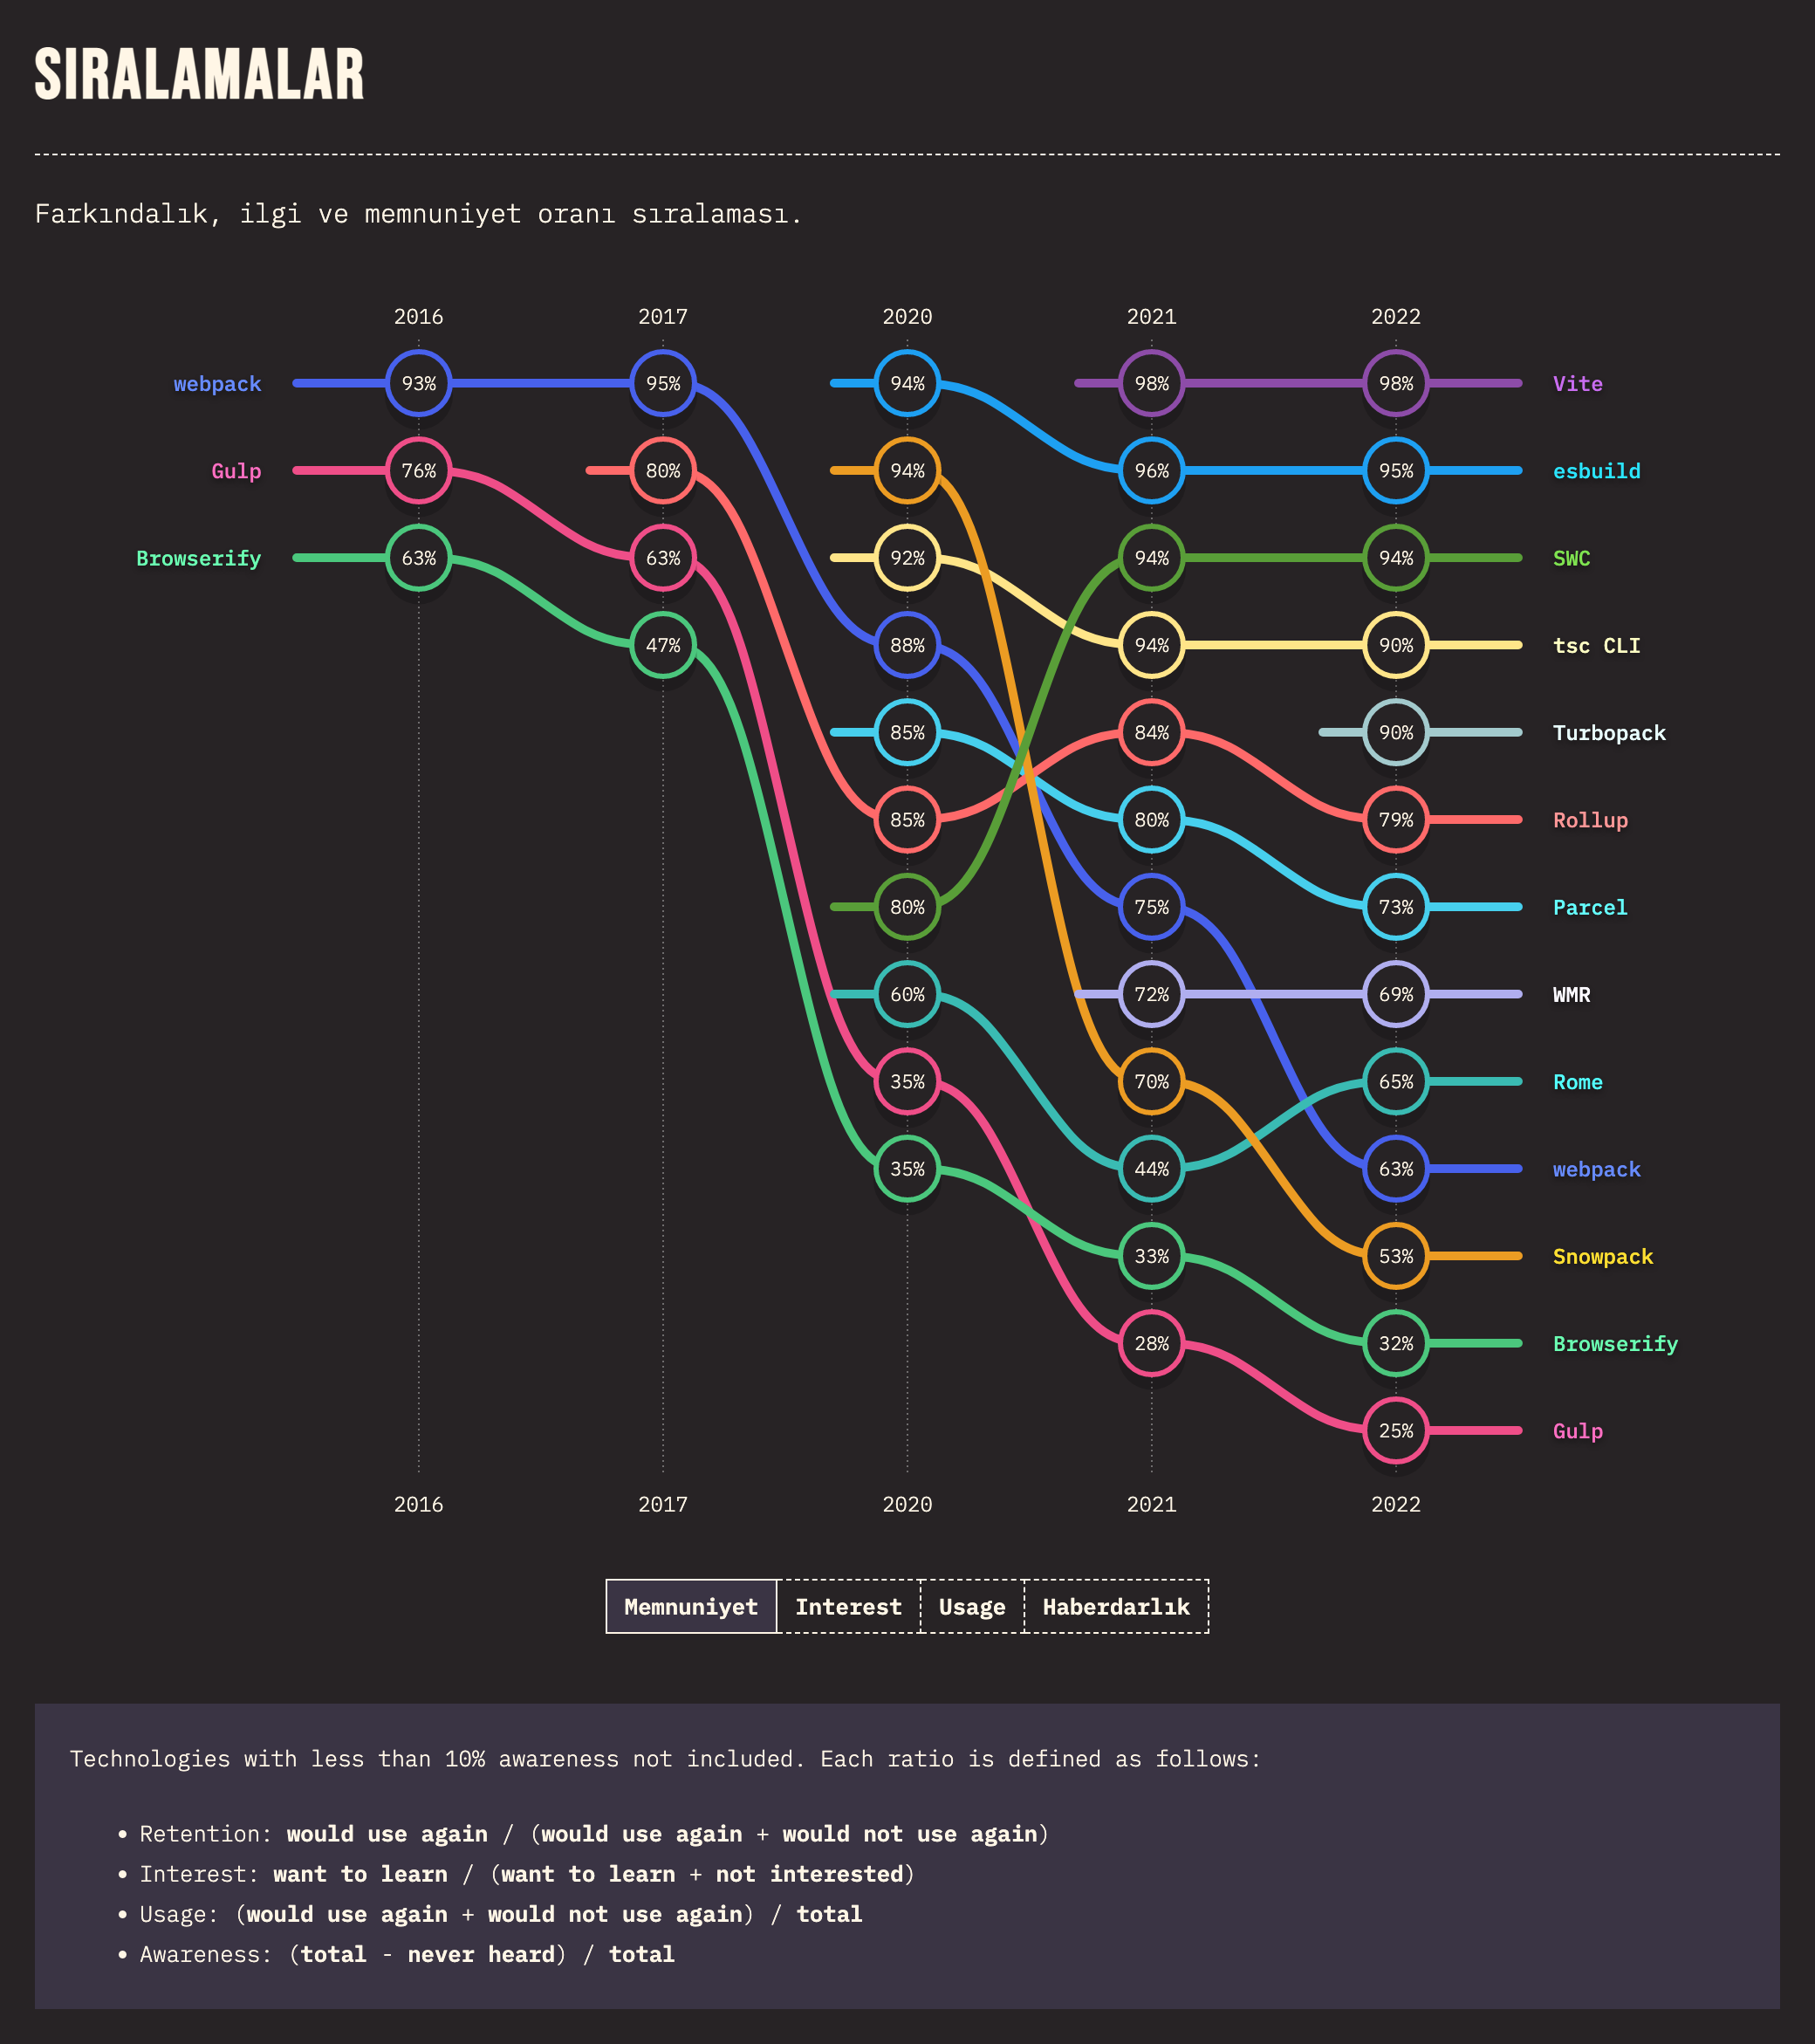 SIRALAMALAR
Farkındalık, ilgi ve memnuniyet oranı sıralaması.
2016 2017 2020 2021 2022
webpack 93% 95% 94% 98% 98% Vite
Gulp 76% 80% 94% 96% 95% esbuild
Browserify 63% 63% 92% 94% 94% SWC
47% 88% 94% 90% tsc CLI
85% 84% 90% Turbopack
85% 80% 79% Rollup
80% 75% 73% Parcel
60% 72% 69% WMR
35% 70% 65% Rome
35% 44% 63% webpack
33% 53% Snowpack
28% 32% Browserify
25% Gulp
2016 2017 2020 2021 2022
Memnuniyet Interest Usage Haberdarlık
Technologies with less than 10% awareness not included. Each ratio is defined as follows:
• Retention: would use again / (would use again + would not use again)
• Interest: want to learn / (want to learn + not interested)
• Usage: (would use again + would not use again) / total
• Awareness: (total - never heard) / total